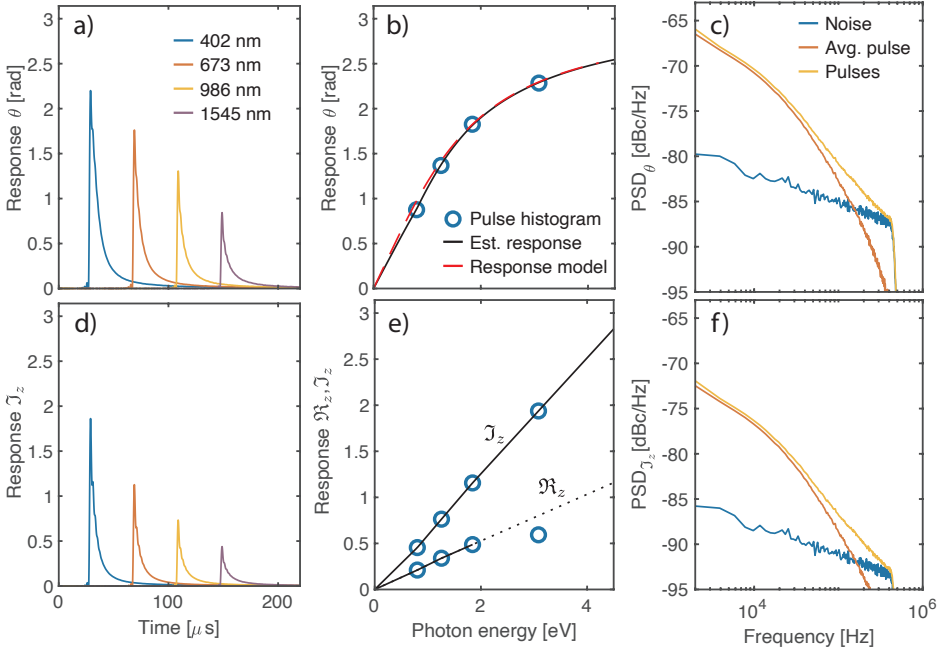 a)
402 nm
673 nm
986 nm
1545 nm
Response θ [rad]
3
2.5
2
1.5
1
0.5
0
b)
Response θ [rad]
3
2.5
2
1.5
1
0.5
0
Pulse histogram
Est. response
Response model
c)
Noise
Avg. pulse
Pulses
PSD_θ [dBc/Hz]
-65
-70
-75
-80
-85
-90
-95
d)
Response ℑ_z
3
2.5
2
1.5
1
0.5
0
0 100 200
Time [μs]
e)
Response ℜ_z, ℑ_z
3
2.5
2
1.5
1
0.5
0
ℑ_z
ℜ_z
0 2 4
Photon energy [eV]
f)
PSD_ℑ_z [dBc/Hz]
-65
-70
-75
-80
-85
-90
-95
10^4 10^5 10^6
Frequency [Hz]